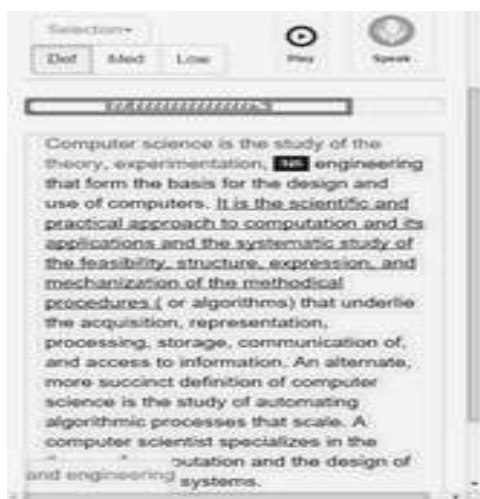 Selection
Def Med Low
Play
Speak
Computer science is the study of the
theory, experimentation, engineering
that form the basis for the design and
use of computers. It is the scientific and
practical approach to computation and its
applications and the systematic study of
the feasibility, structure, expression, and
mechanization of the methodical
procedures ( or algorithms) that underlie
the acquisition, representation,
processing, storage, communication of,
and access to information. An alternate,
more succinct definition of computer
science is the study of automating
algorithmic processes that scale. A
computer scientist specializes in the
and the design of
and engineering systems.